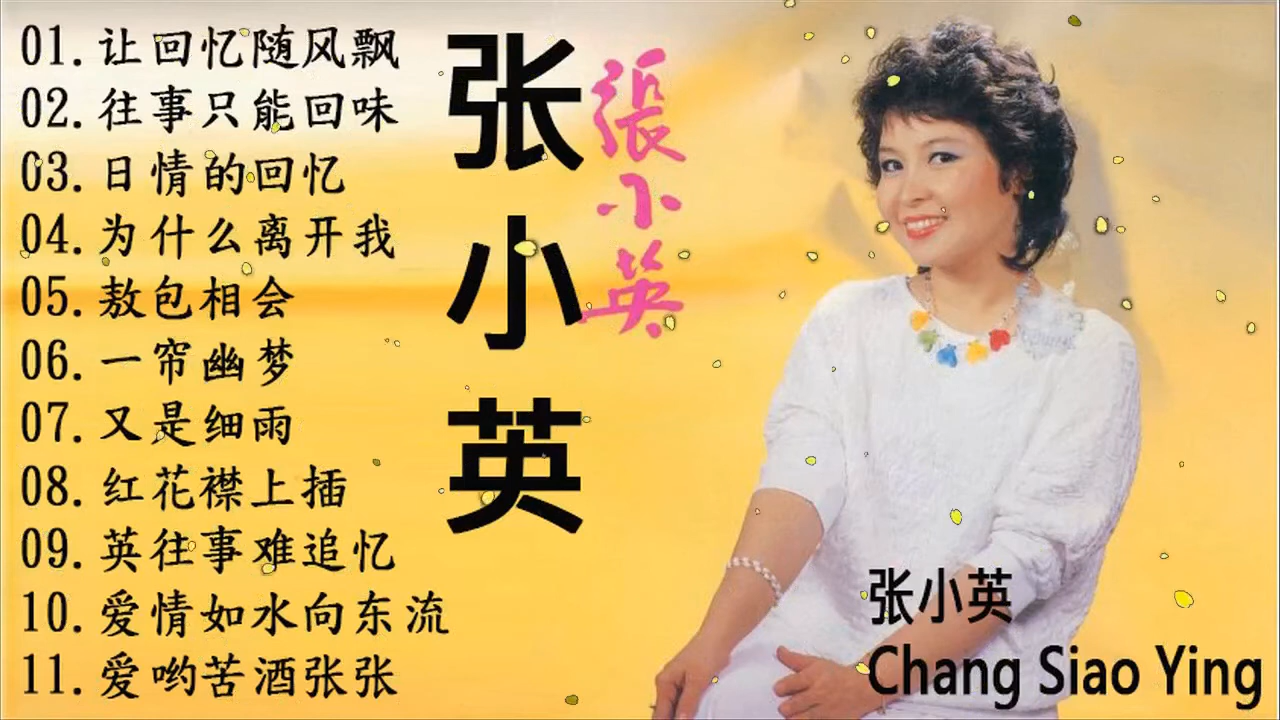 01. 让回忆随风飘
02. 往事只能回味
03. 日情的回忆
04. 为什么离开我
05. 敖包相会
06. 一帘幽梦
07. 又是细雨
08. 红花襟上插
09. 英往事难追忆
10. 爱情如水向东流
11. 爱哟苦酒张张
张小英
張小英
张小英
Chang Siao Ying